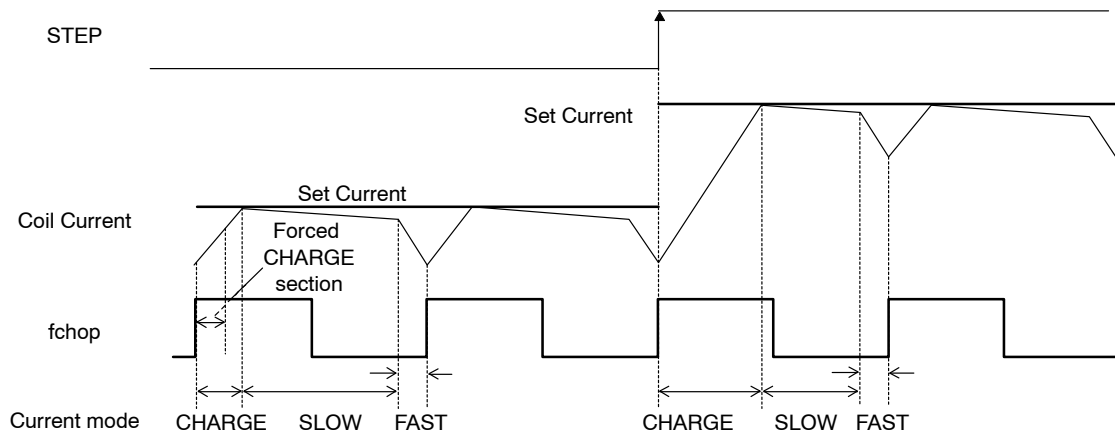 STEP
Set Current
Set Current
Coil Current
Forced
CHARGE
section
fchop
Current mode CHARGE SLOW FAST CHARGE SLOW FAST